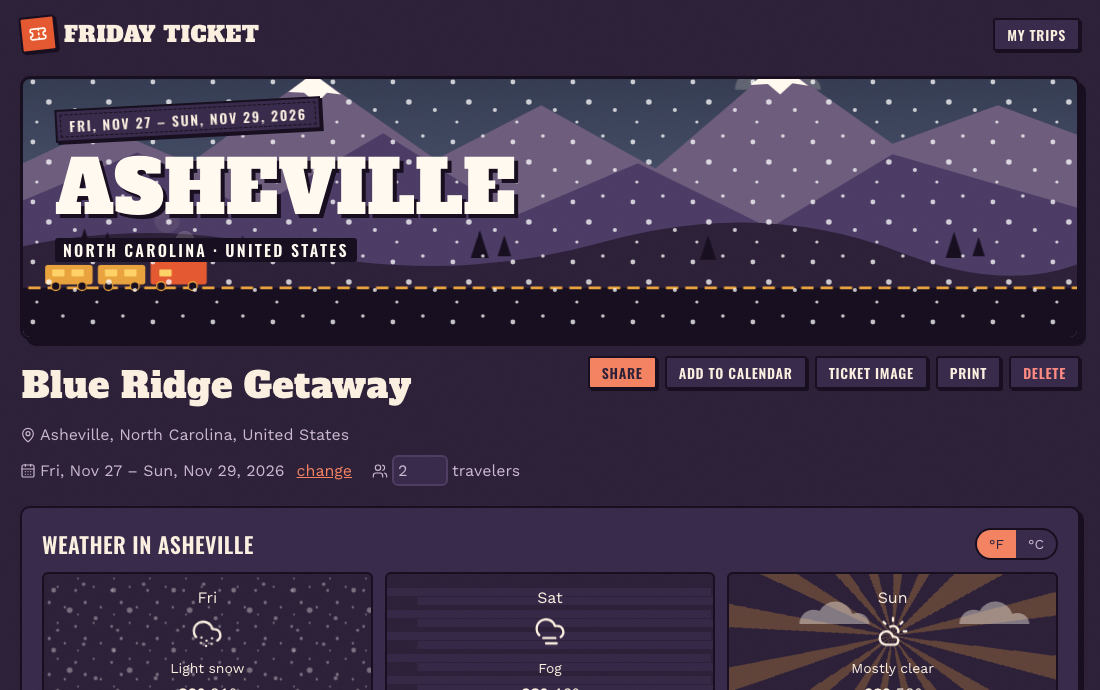 FRIDAY TICKET
MY TRIPS
FRI, NOV 27 – SUN, NOV 29, 2026
ASHEVILLE
NORTH CAROLINA · UNITED STATES
Blue Ridge Getaway
SHARE
ADD TO CALENDAR
TICKET IMAGE
PRINT
DELETE
Asheville, North Carolina, United States
Fri, Nov 27 – Sun, Nov 29, 2026 change 2 travelers
WEATHER IN ASHEVILLE
°F °C
Fri
Light snow
Sat
Fog
Sun
Mostly clear